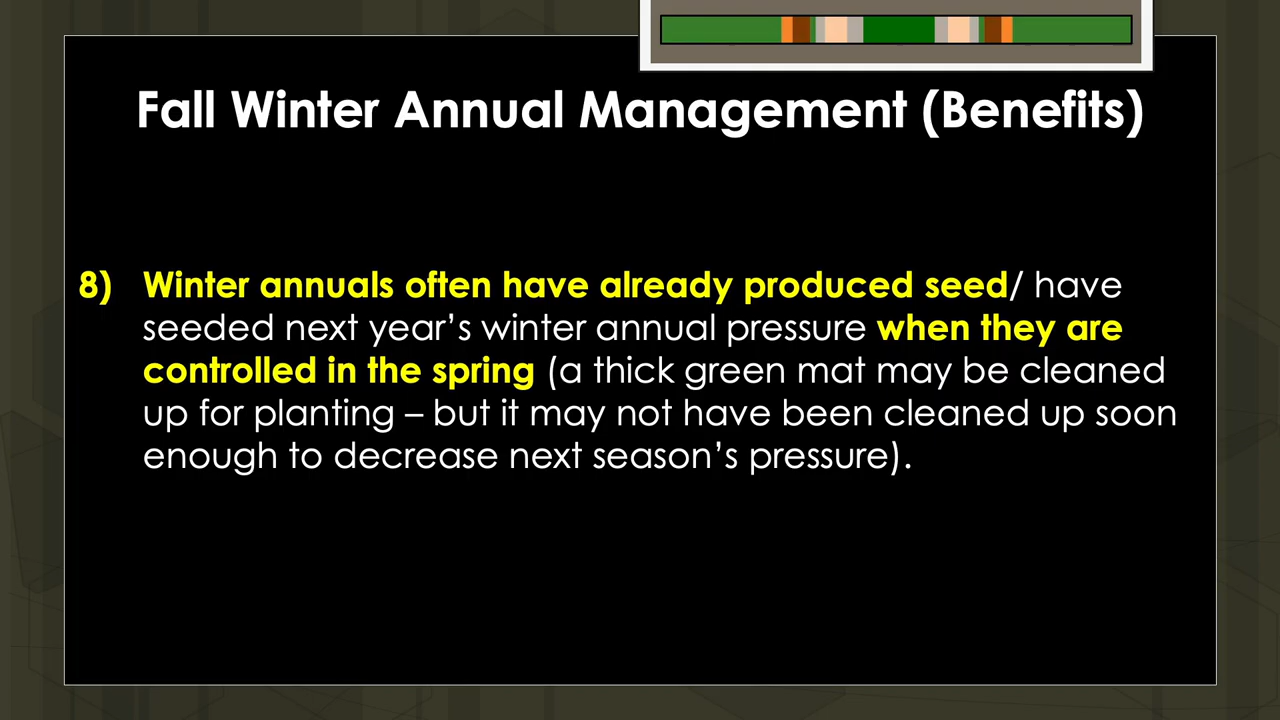 Fall Winter Annual Management (Benefits)
8) Winter annuals often have already produced seed/ have
seeded next year’s winter annual pressure when they are
controlled in the spring (a thick green mat may be cleaned
up for planting – but it may not have been cleaned up soon
enough to decrease next season’s pressure).